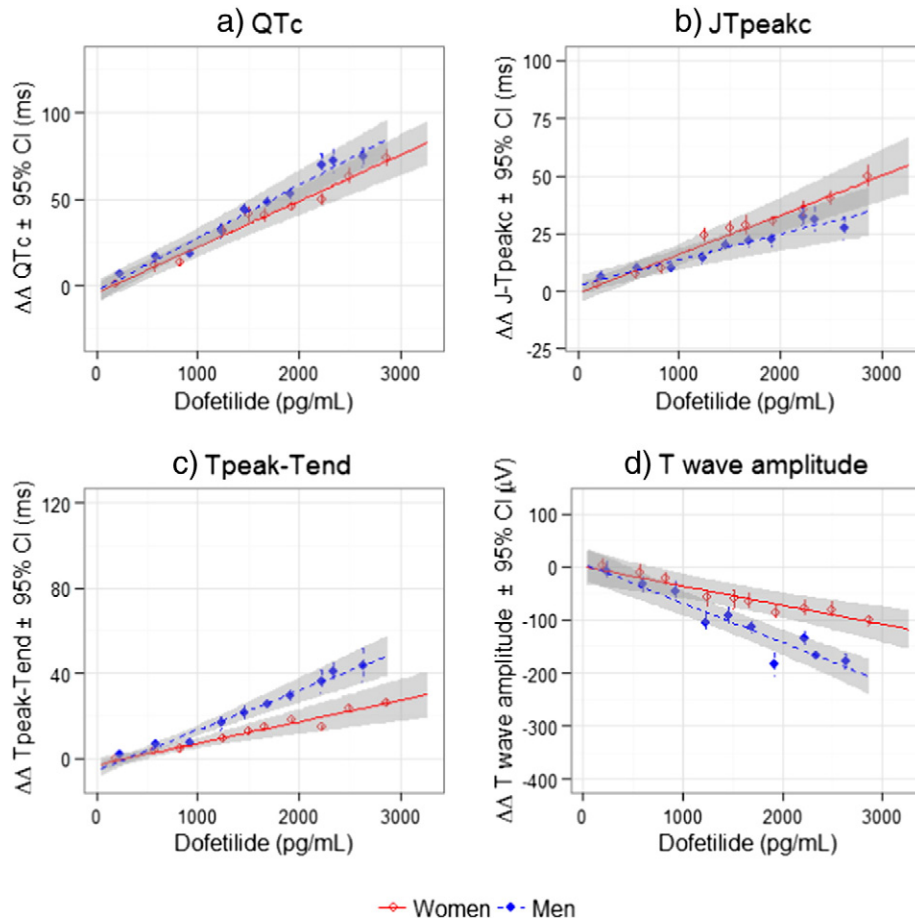 a) QTc
ΔΔ QTc ± 95% CI (ms)
100
50
0
0 1000 2000 3000
Dofetilide (pg/mL)
b) JTpeakc
ΔΔ J-Tpeakc ± 95% CI (ms)
100
75
50
25
0
-25
0 1000 2000 3000
Dofetilide (pg/mL)
c) Tpeak-Tend
ΔΔ Tpeak-Tend ± 95% CI (ms)
120
80
40
0
0 1000 2000 3000
Dofetilide (pg/mL)
d) T wave amplitude
ΔΔ T wave amplitude ± 95% CI (µV)
100
0
-100
-200
-300
-400
0 1000 2000 3000
Dofetilide (pg/mL)
Women Men